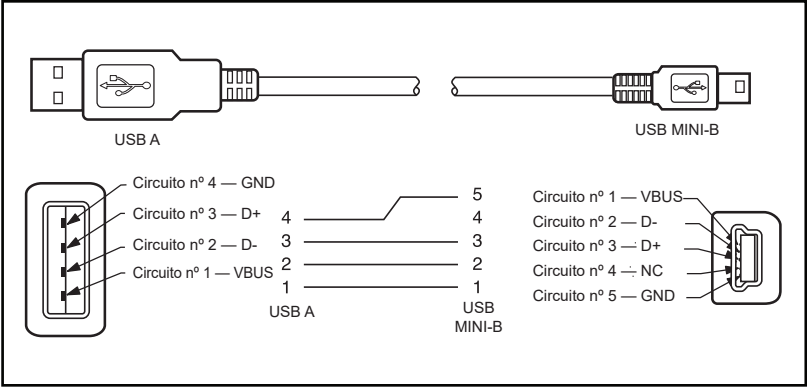 USB A
USB MINI-B
Circuito nº 4 — GND
Circuito nº 3 — D+
Circuito nº 2 — D-
Circuito nº 1 — VBUS
4
3
2
1
USB A
5
4
3
2
1
USB
MINI-B
Circuito nº 1 — VBUS
Circuito nº 2 — D-
Circuito nº 3 — D+
Circuito nº 4 — NC
Circuito nº 5 — GND